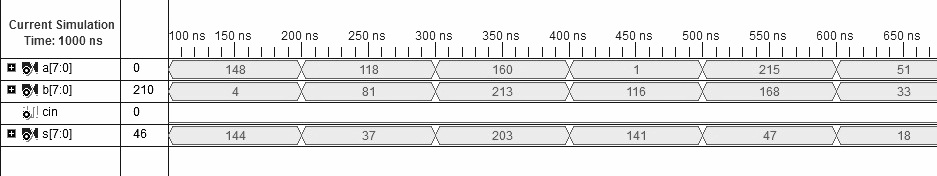 Current Simulation
Time: 1000 ns
100 ns 150 ns 200 ns 250 ns 300 ns 350 ns 400 ns 450 ns 500 ns 550 ns 600 ns 650 ns
a[7:0] 0 148 118 160 1 215 51
b[7:0] 210 4 81 213 116 168 33
cin 0
s[7:0] 46 144 37 203 141 47 18